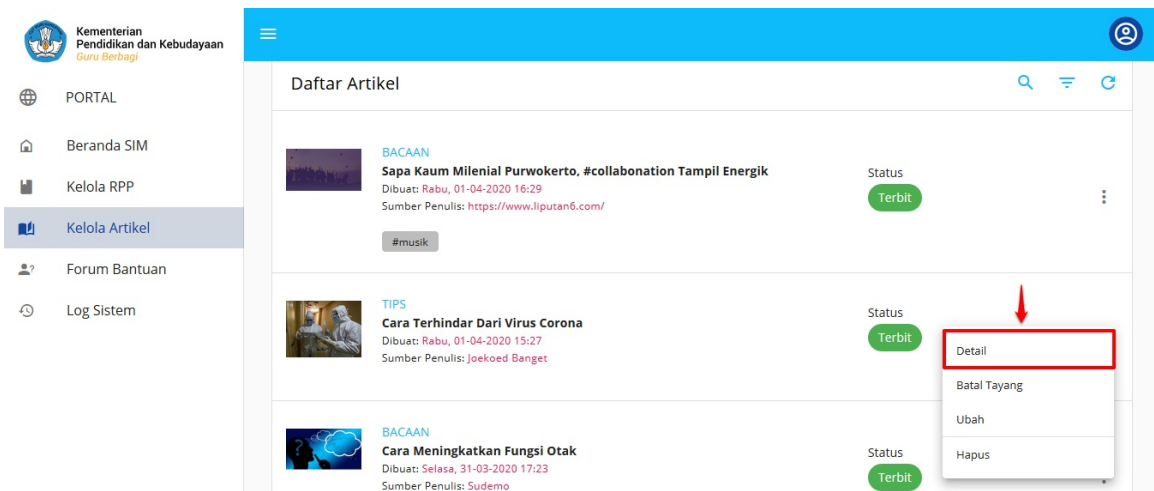 Kementerian
Pendidikan dan Kebudayaan
Guru Berbagi
PORTAL
Beranda SIM
Kelola RPP
Kelola Artikel
Forum Bantuan
Log Sistem
Daftar Artikel
BACAAN
Sapa Kaum Milenial Purwokerto, #collabonation Tampil Energik
Dibuat: Rabu, 01-04-2020 16:29
Sumber Penulis: https://www.liputan6.com/
#musik
Status
Terbit
TIPS
Cara Terhindar Dari Virus Corona
Dibuat: Rabu, 01-04-2020 15:27
Sumber Penulis: Joekoed Banget
Status
Terbit
Detail
Batal Tayang
Ubah
Hapus
BACAAN
Cara Meningkatkan Fungsi Otak
Dibuat: Selasa, 31-03-2020 17:23
Sumber Penulis: Sudemo
Status
Terbit